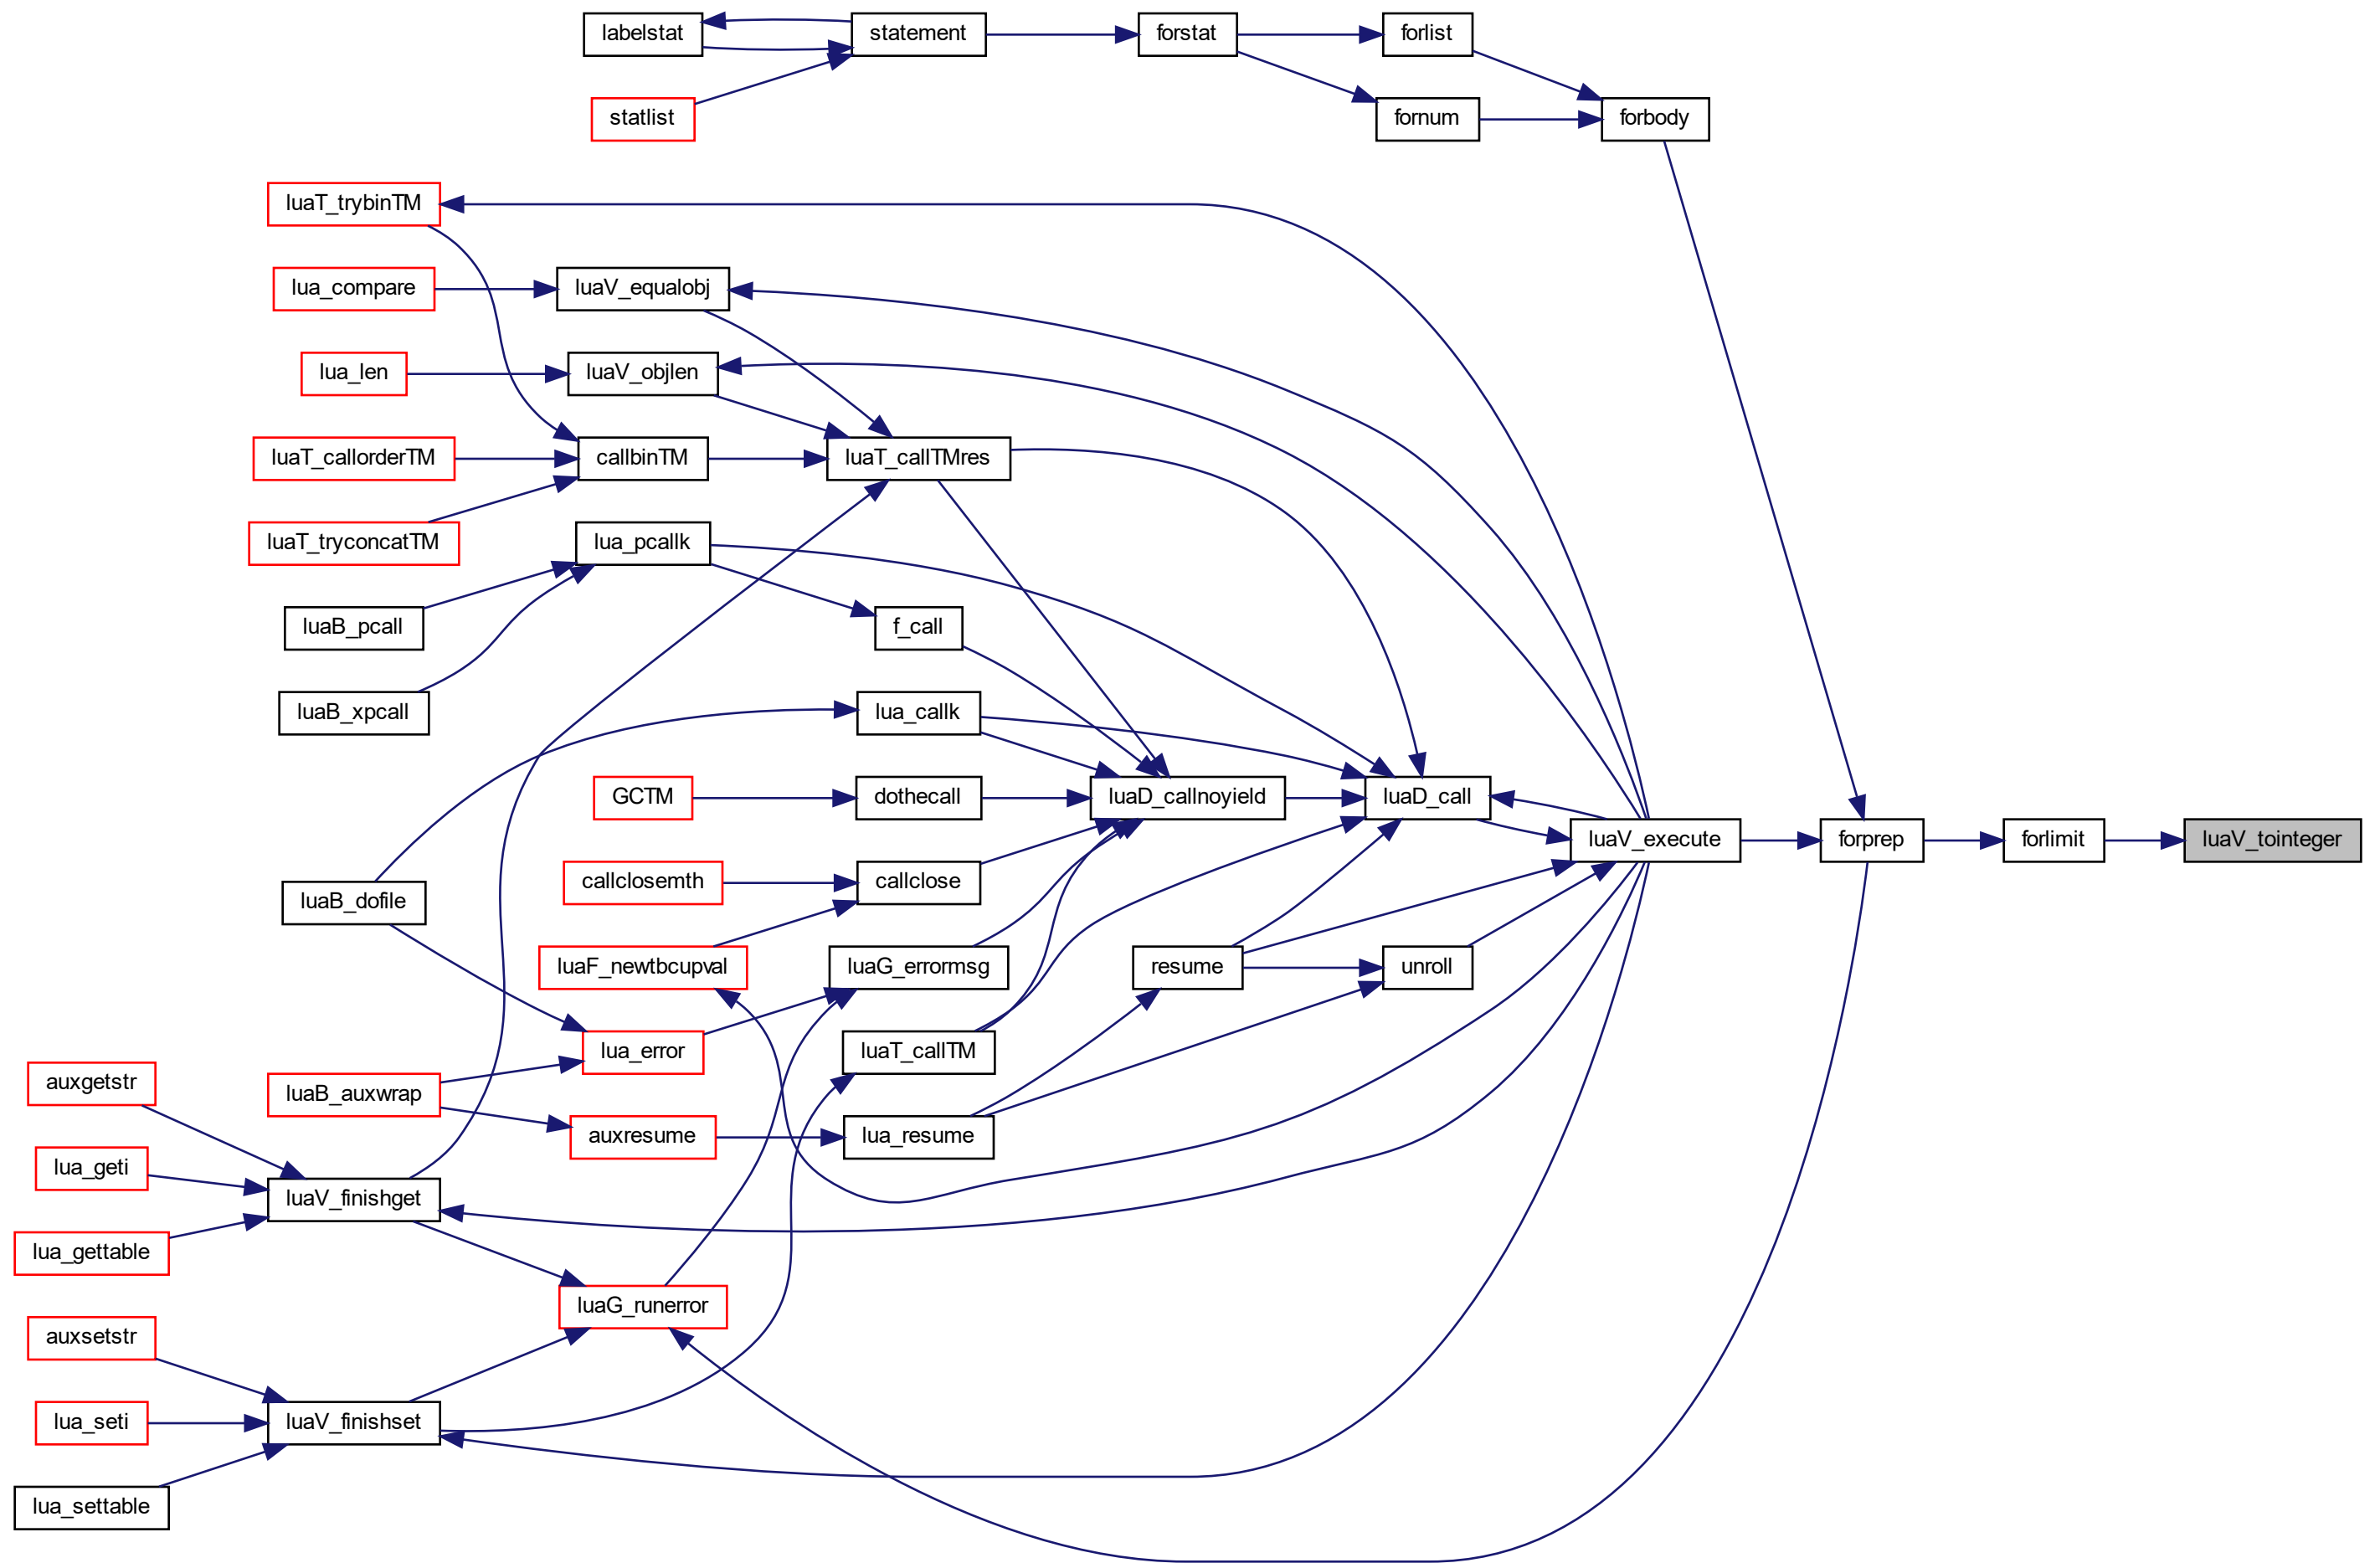 labelstat
statement
forstat
forlist
statlist
fornum
forbody
luaT_trybinTM
lua_compare
luaV_equalobj
lua_len
luaV_objlen
luaT_callorderTM
callbinTM
luaT_callTMres
luaT_tryconcatTM
lua_pcallk
luaB_pcall
f_call
luaB_xpcall
lua_callk
GCTM
dothecall
luaD_callnoyield
luaD_call
luaV_execute
forprep
forlimit
luaV_tointeger
callclosemth
callclose
luaB_dofile
luaF_newtbcupval
luaG_errormsg
resume
unroll
lua_error
luaT_callTM
auxgetstr
luaB_auxwrap
auxresume
lua_resume
lua_geti
luaV_finishget
lua_gettable
luaG_runerror
auxsetstr
lua_seti
luaV_finishset
lua_settable